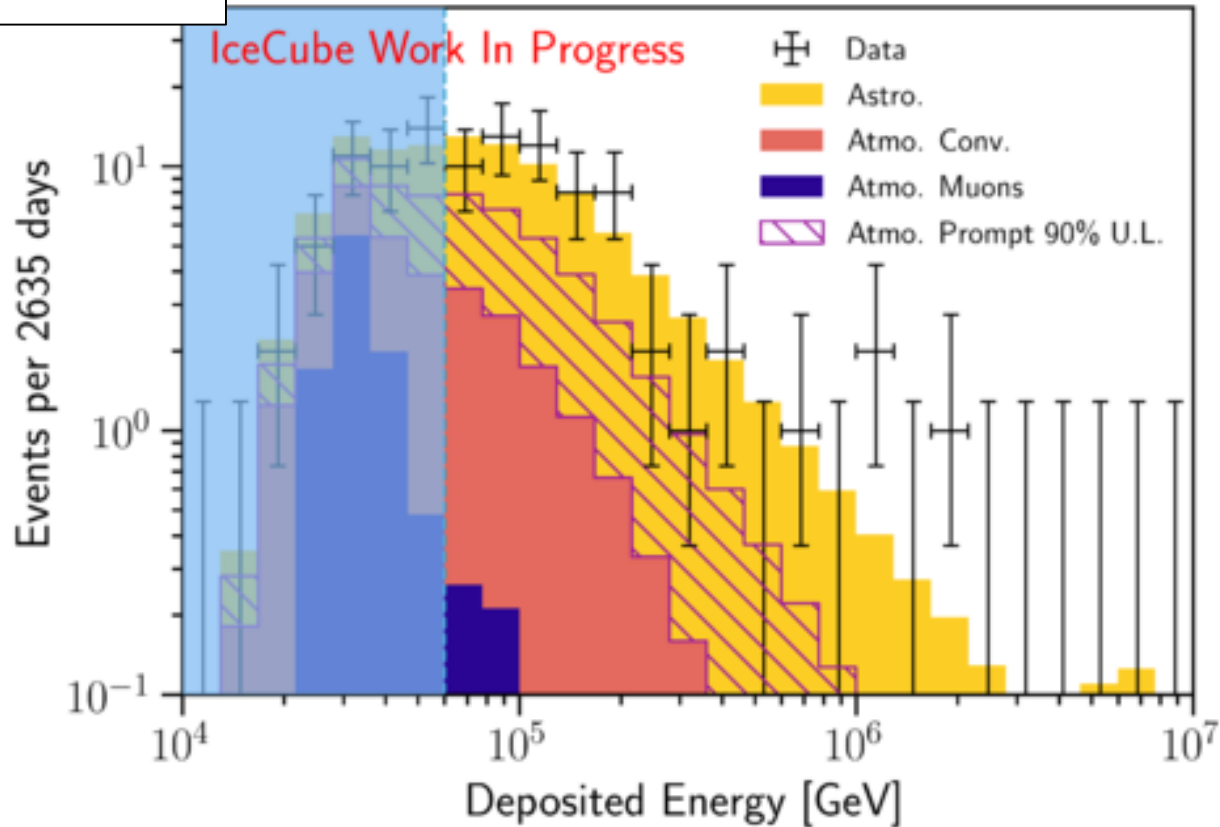 IceCube Work In Progress
Data
Astro.
Atmo. Conv.
Atmo. Muons
Atmo. Prompt 90% U.L.
Events per 2635 days
10¹
10⁰
10⁻¹
10⁴
10⁵
10⁶
10⁷
Deposited Energy [GeV]